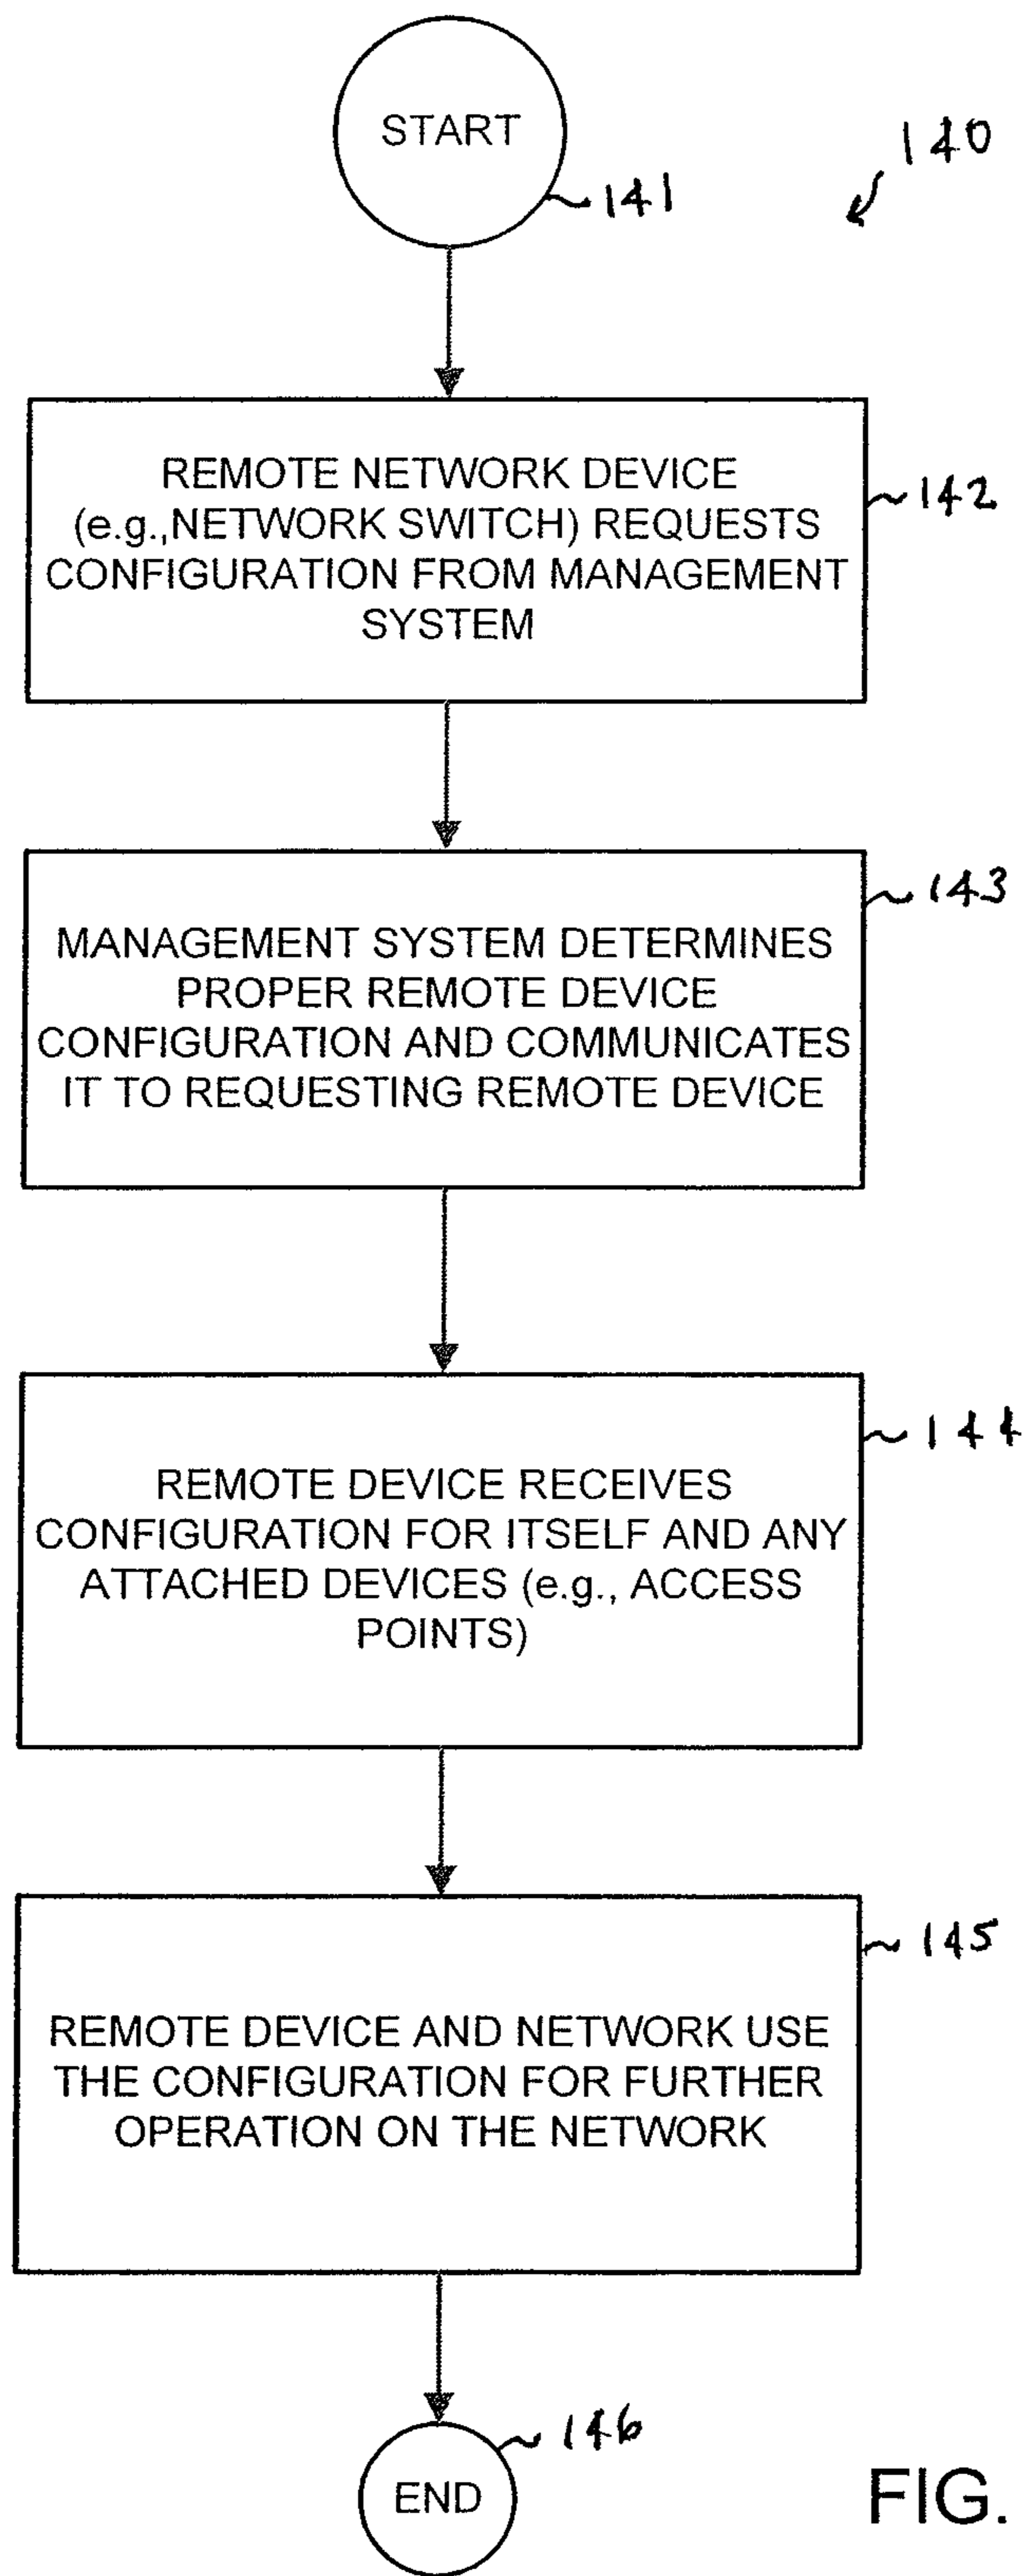 START
140
141
REMOTE NETWORK DEVICE
(e.g.,NETWORK SWITCH) REQUESTS
CONFIGURATION FROM MANAGEMENT
SYSTEM
142
MANAGEMENT SYSTEM DETERMINES
PROPER REMOTE DEVICE
CONFIGURATION AND COMMUNICATES
IT TO REQUESTING REMOTE DEVICE
143
REMOTE DEVICE RECEIVES
CONFIGURATION FOR ITSELF AND ANY
ATTACHED DEVICES (e.g., ACCESS
POINTS)
144
REMOTE DEVICE AND NETWORK USE
THE CONFIGURATION FOR FURTHER
OPERATION ON THE NETWORK
145
END
146
FIG.